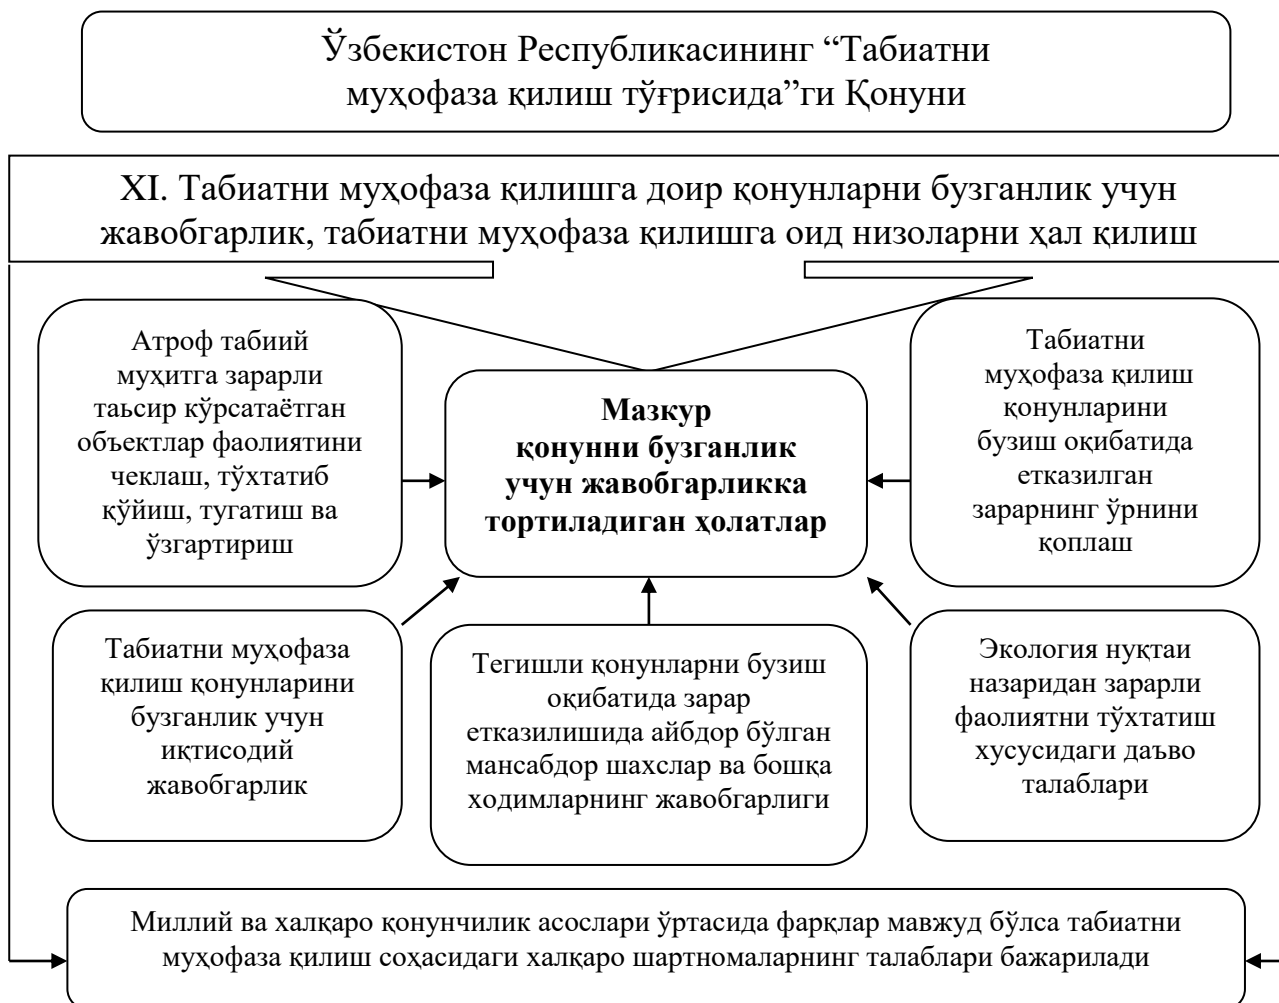 Ўзбекистон Республикасининг “Табиатни
муҳофаза қилиш тўғрисида”ги Қонуни
XI. Табиатни муҳофаза қилишга доир қонунларни бузганлик учун
жавобгарлик, табиатни муҳофаза қилишга оид низоларни ҳал қилиш
Атроф табиий
муҳитга зарарли
таьсир кўрсатаётган
объектлар фаолиятини
чеклаш, тўхтатиб
қўйиш, тугатиш ва
ўзгартириш
Мазкур
қонунни бузганлик
учун жавобгарликка
тортиладиган ҳолатлар
Табиатни
муҳофаза қилиш
қонунларини
бузиш оқибатида
етказилган
зарарнинг ўрнини
қоплаш
Табиатни муҳофаза
қилиш қонунларини
бузганлик учун
иқтисодий
жавобгарлик
Тегишли қонунларни бузиш
оқибатида зарар
етказилишида айбдор бўлган
мансабдор шахслар ва бошқа
ходимларнинг жавобгарлиги
Экология нуқтаи
назаридан зарарли
фаолиятни тўхтатиш
хусусидаги даъво
талаблари
Миллий ва халқаро қонунчилик асослари ўртасида фарқлар мавжуд бўлса табиатни
муҳофаза қилиш соҳасидаги халқаро шартномаларнинг талаблари бажарилади